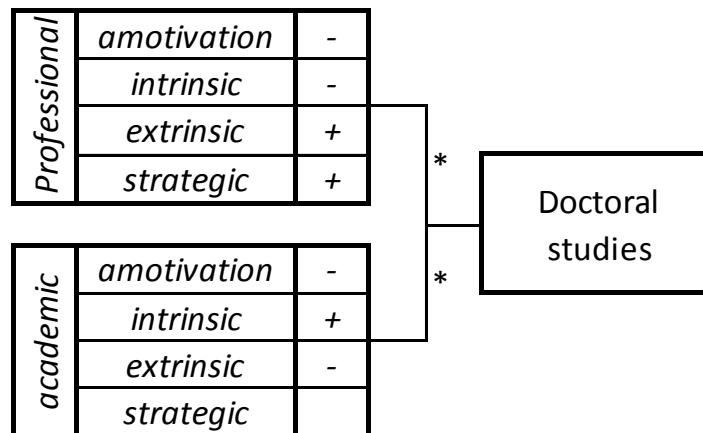 Professional
amotivation -
intrinsic -
extrinsic +
strategic +
*
Doctoral
studies
academic
amotivation -
intrinsic +
extrinsic -
strategic
*